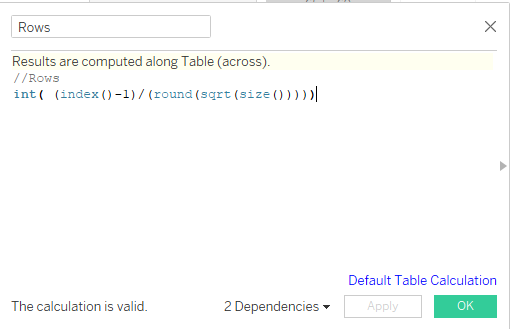 Rows
Results are computed along Table (across).
//Rows
int( (index()-1)/(round(sqrt(size()))))
Default Table Calculation
The calculation is valid.
2 Dependencies
Apply
OK